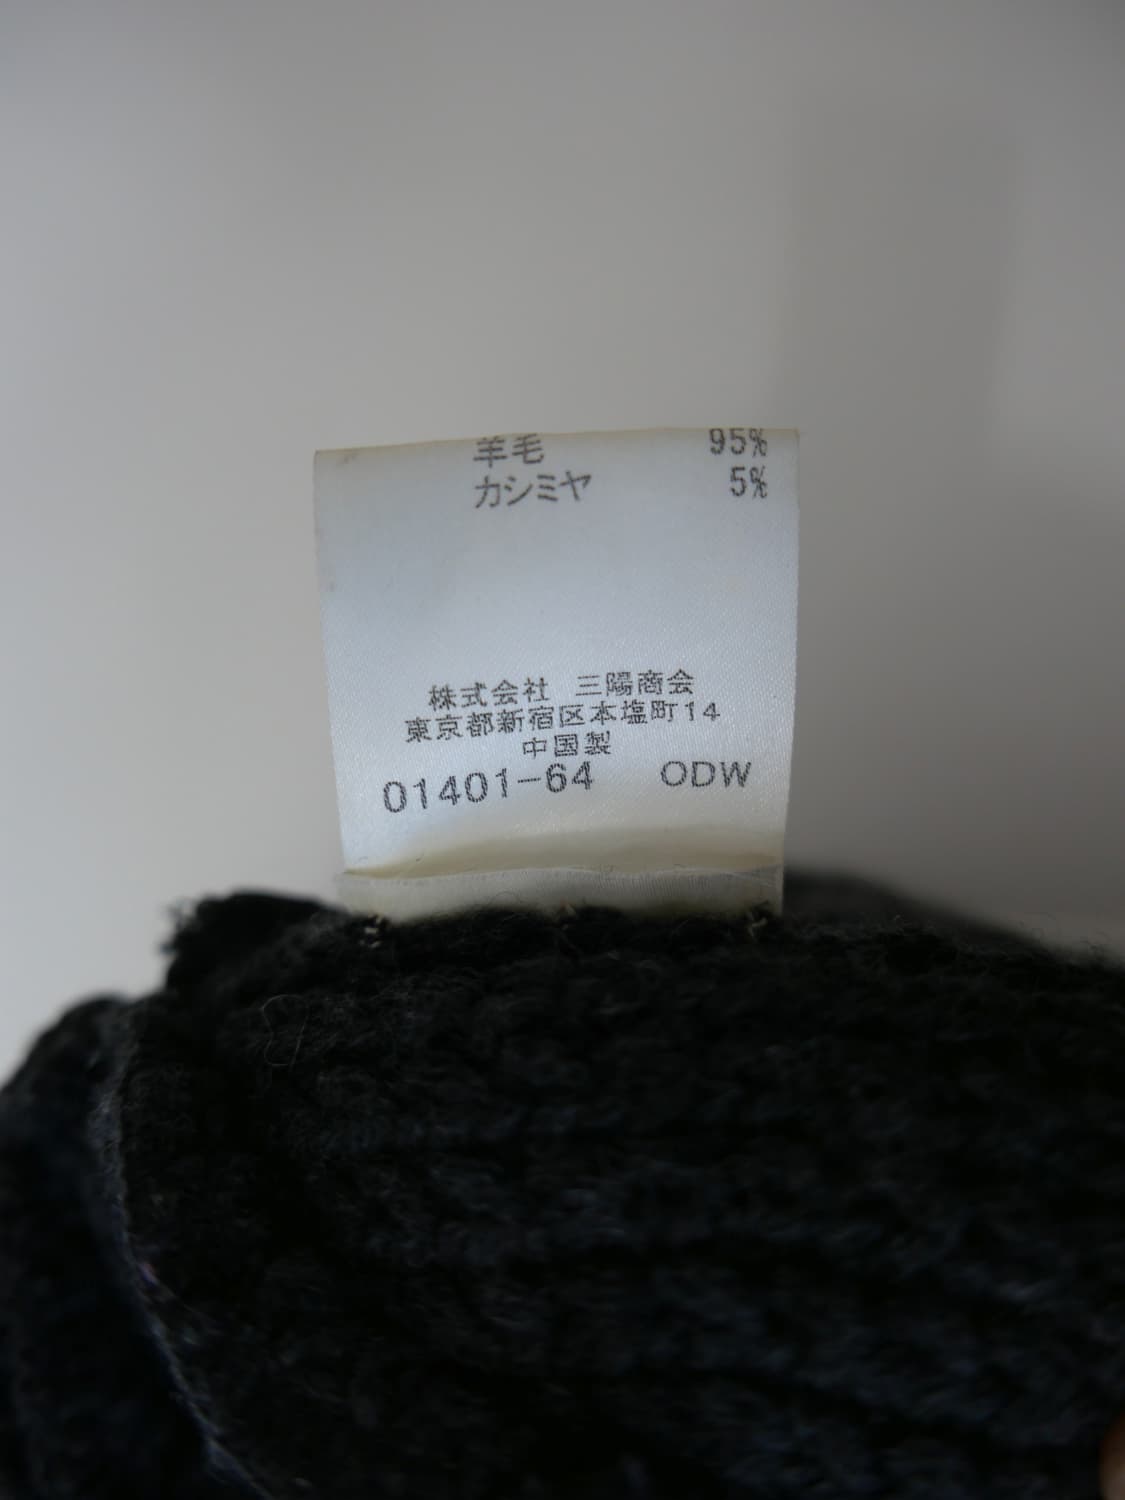 羊毛 95%
カシミヤ 5%
株式会社 三陽商会
東京都新宿区本塩町14
中国製
01401-64 ODW